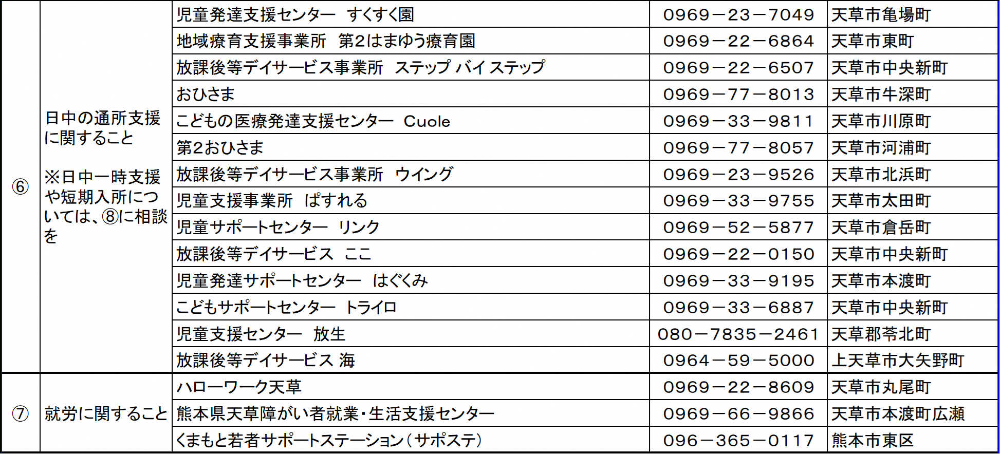 ⑥
日中の通所支援
に関すること
※日中一時支援
や短期入所につ
いては、⑧に相談
を
児童発達支援センター　すくすく園　0969－23－7049　天草市亀場町
地域療育支援事業所　第２はまゆう療育園　0969－22－6864　天草市東町
放課後等デイサービス事業所　ステップ バイ ステップ　0969－22－6507　天草市中央新町
おひさま　0969－77－8013　天草市牛深町
こどもの医療発達支援センター　Cuole　0969－33－9811　天草市川原町
第２おひさま　0969－77－8057　天草市河浦町
放課後等デイサービス事業所　ウイング　0969－23－9526　天草市北浜町
児童支援事業所　ぱすれる　0969－33－9755　天草市太田町
児童サポートセンター　リンク　0969－52－5877　天草市倉岳町
放課後等デイサービス　ここ　0969－22－0150　天草市中央新町
児童発達サポートセンター　はぐくみ　0969－33－9195　天草市本渡町
こどもサポートセンター　トライロ　0969－33－6887　天草市中央新町
児童支援センター　放生　080－7835－2461　天草郡苓北町
放課後等デイサービス 海　0964－59－5000　上天草市大矢野町
⑦
就労に関すること
ハローワーク天草　0969－22－8609　天草市丸尾町
熊本県天草障がい者就業・生活支援センター　0969－66－9866　天草市本渡町広瀬
くまもと若者サポートステーション（サポステ）　096－365－0117　熊本市東区